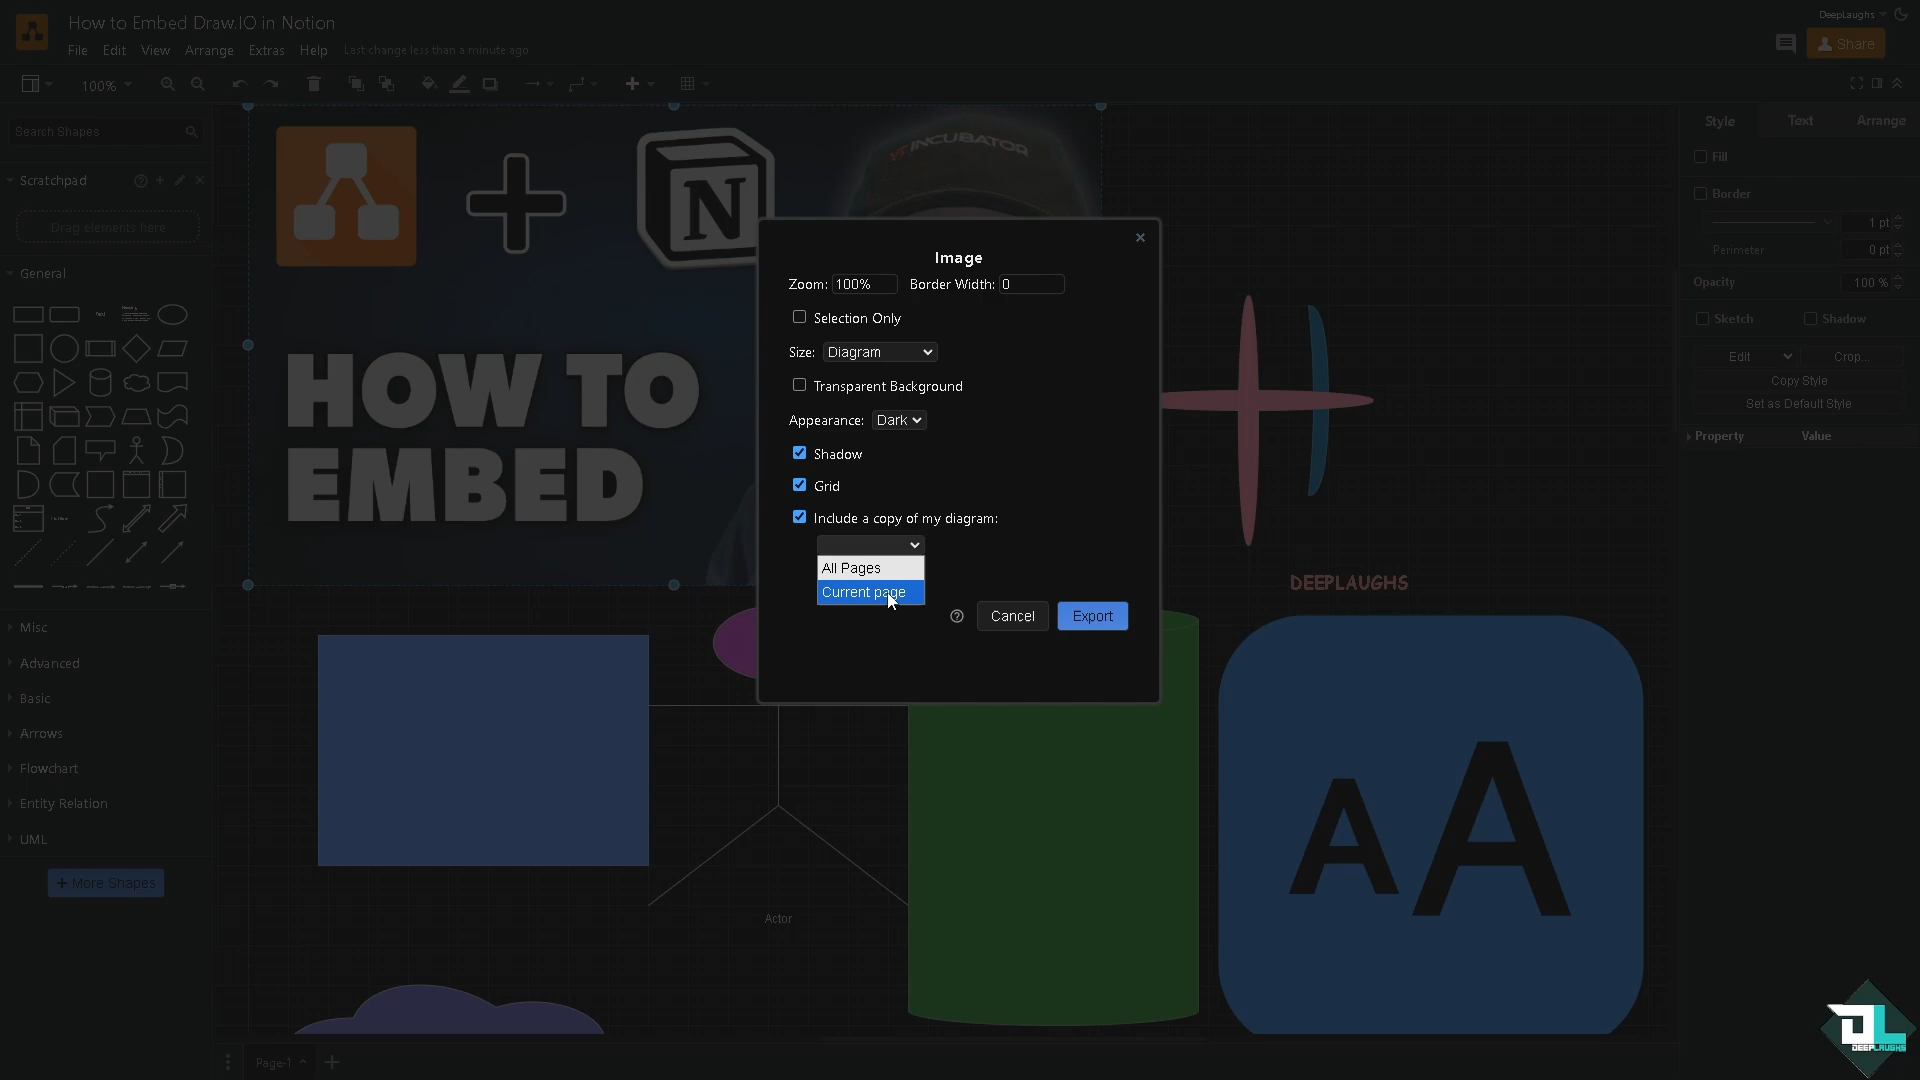 How to Embed Draw.IO in Notion
File Edit View Arrange Extras Help Last change less than a minute ago
DeepLaughs
Share
100%
Search Shapes
Scratchpad
Drag elements here
General
Text
Misc
Advanced
Basic
Arrows
Flowchart
Entity Relation
UML
+ More Shapes
YTINCUBATOR
N
HOW TO
EMBED
Image
Zoom: 100% Border Width: 0
Selection Only
Size: Diagram
Transparent Background
Appearance: Dark
Shadow
Grid
Include a copy of my diagram:
All Pages
Current page
Cancel
Export
Actor
DEEPLAUGHS
AA
Style Text Arrange
Fill
Border
1 pt
Perimeter 0 pt
Opacity 100 %
Sketch Shadow
Edit Crop...
Copy Style
Set as Default Style
Property Value
Page-1
DL
DEEPLAUGHS